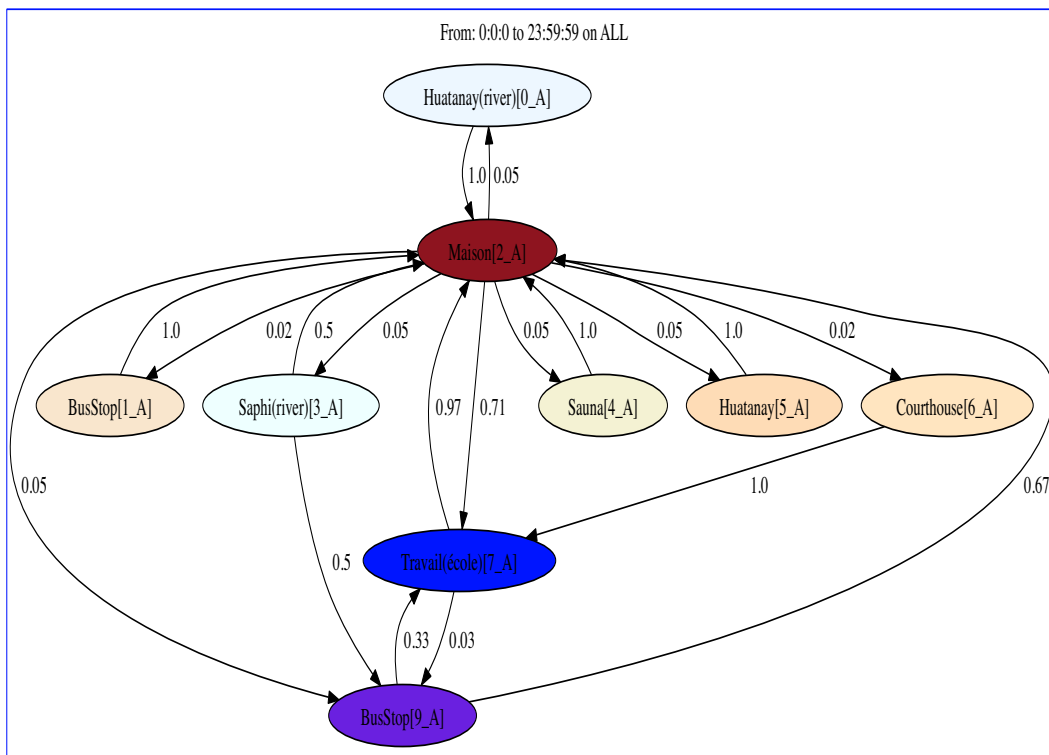 From: 0:0:0 to 23:59:59 on ALL
Huatanay(river)[0_A]
1.0
0.05
Maison[2_A]
1.0
0.02
0.5
0.05
0.05
1.0
0.05
1.0
0.02
BusStop[1_A]
Saphi(river)[3_A]
0.97
0.71
Sauna[4_A]
Huatanay[5_A]
Courthouse[6_A]
0.05
1.0
0.67
0.5
Travail(école)[7_A]
0.33
0.03
BusStop[9_A]